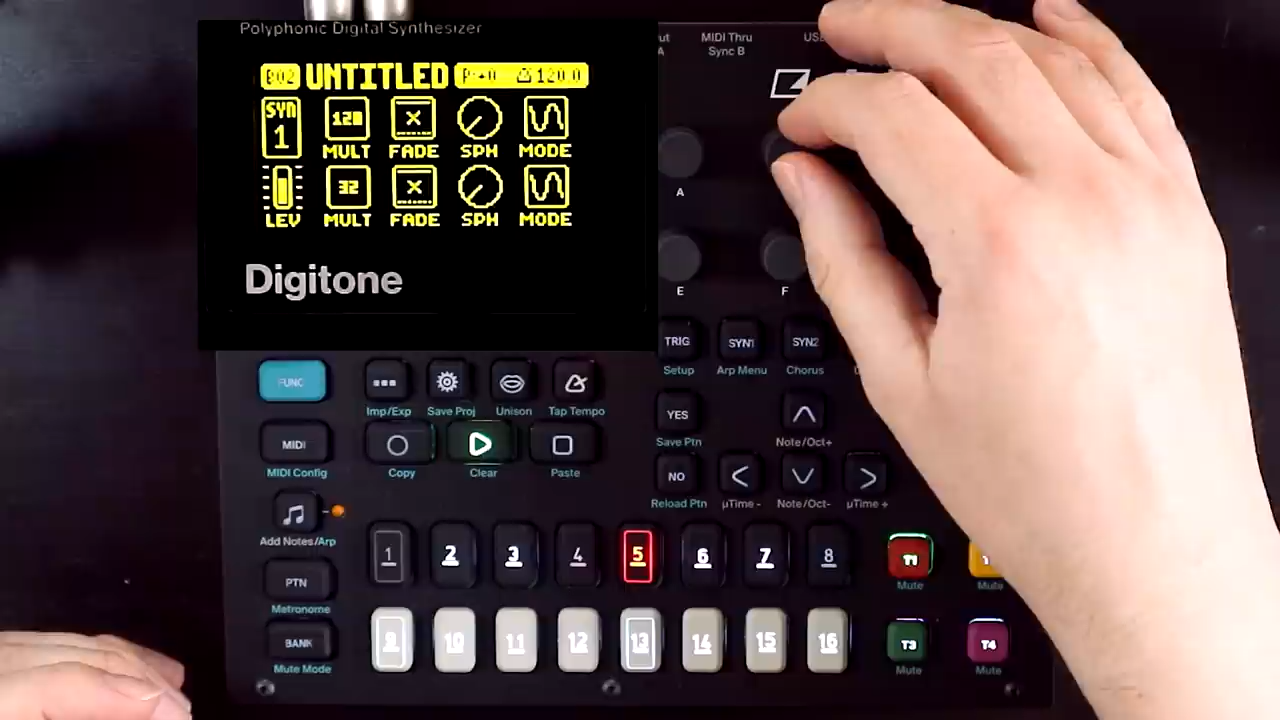 Polyphonic Digital Synthesizer
UNTITLED 120.0
SYN 1
128 X
MULT FADE SPH MODE
32 X
LEV MULT FADE SPH MODE
Digitone
MIDI Thru
Sync B
A
A
E F
FUNC
TRIG SYN1 SYN2
Setup Arp Menu Chorus
Imp/Exp Save Proj Unison Tap Tempo
MIDI
MIDI Config
Copy Clear Paste
YES
Save Ptn Note/Oct+
NO
Reload Ptn µTime - Note/Oct- µTime +
Add Notes/Arp
1 2 3 4 5 6 7 8
T1
Mute Mute
PTN
Metronome
BANK
Mute Mode
9 10 11 12 13 14 15 16
T3 T4
Mute Mute